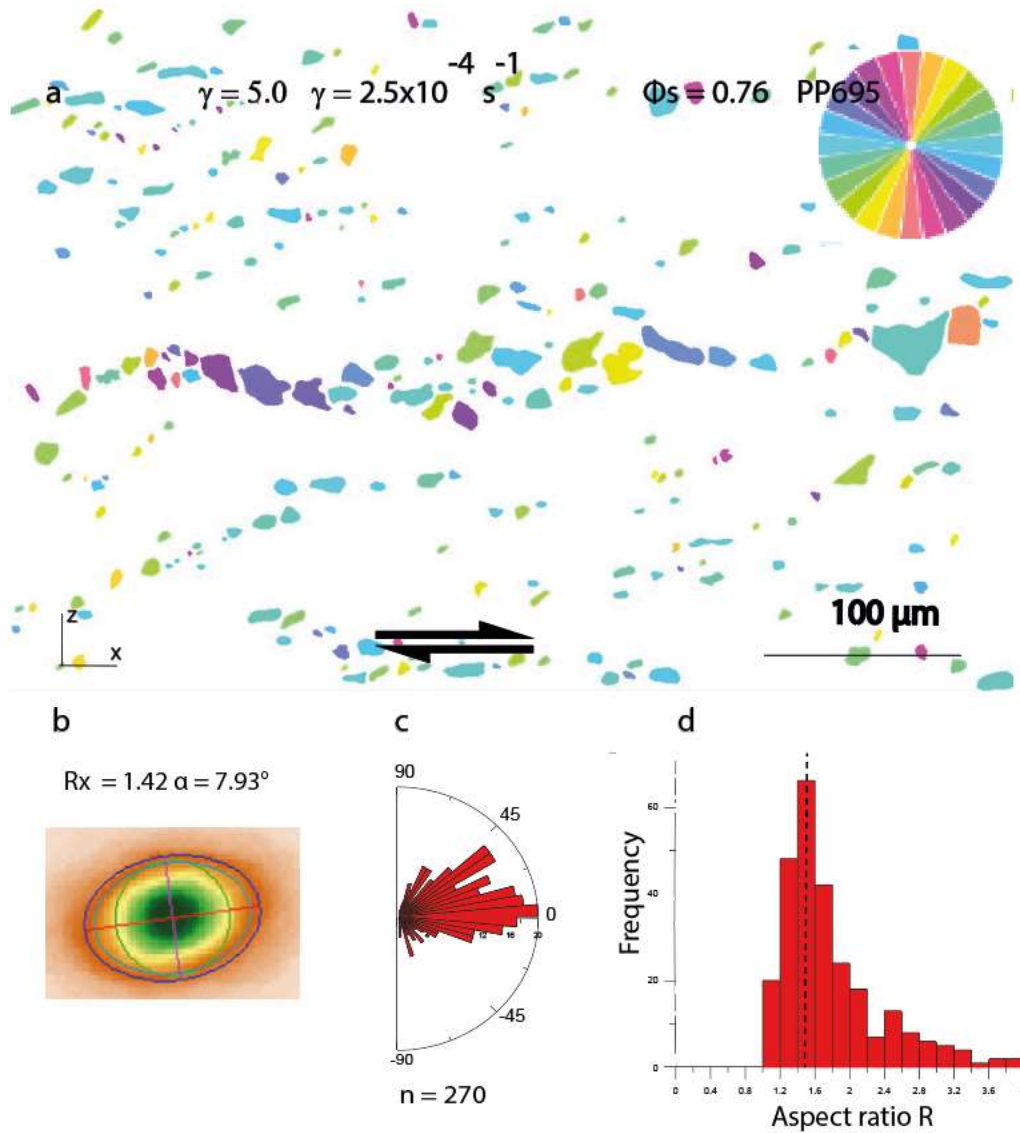 -4 -1
a γ = 5.0 γ = 2.5x10 s Φs = 0.76 PP695
z
x
100 µm
b
Rx = 1.42 α = 7.93°
c
90
45
0
12 16 20
-45
-90
n = 270
d
Frequency
60
40
20
0
0 0.4 0.8 1.2 1.6 2 2.4 2.8 3.2 3.6
Aspect ratio R